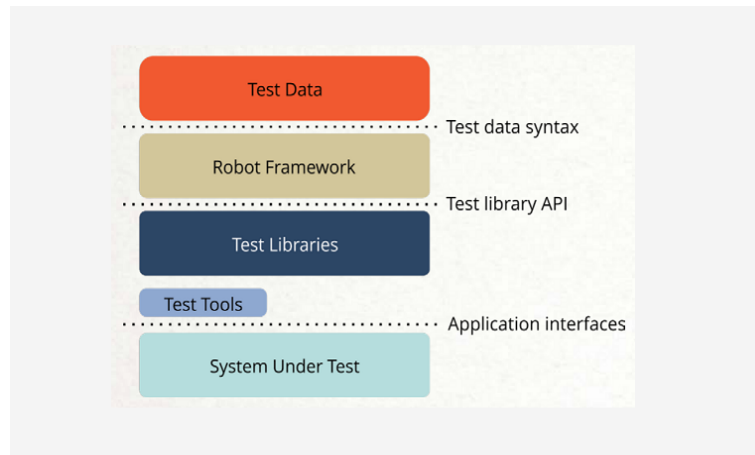 Test Data
Test data syntax
Robot Framework
Test library API
Test Libraries
Test Tools
Application interfaces
System Under Test